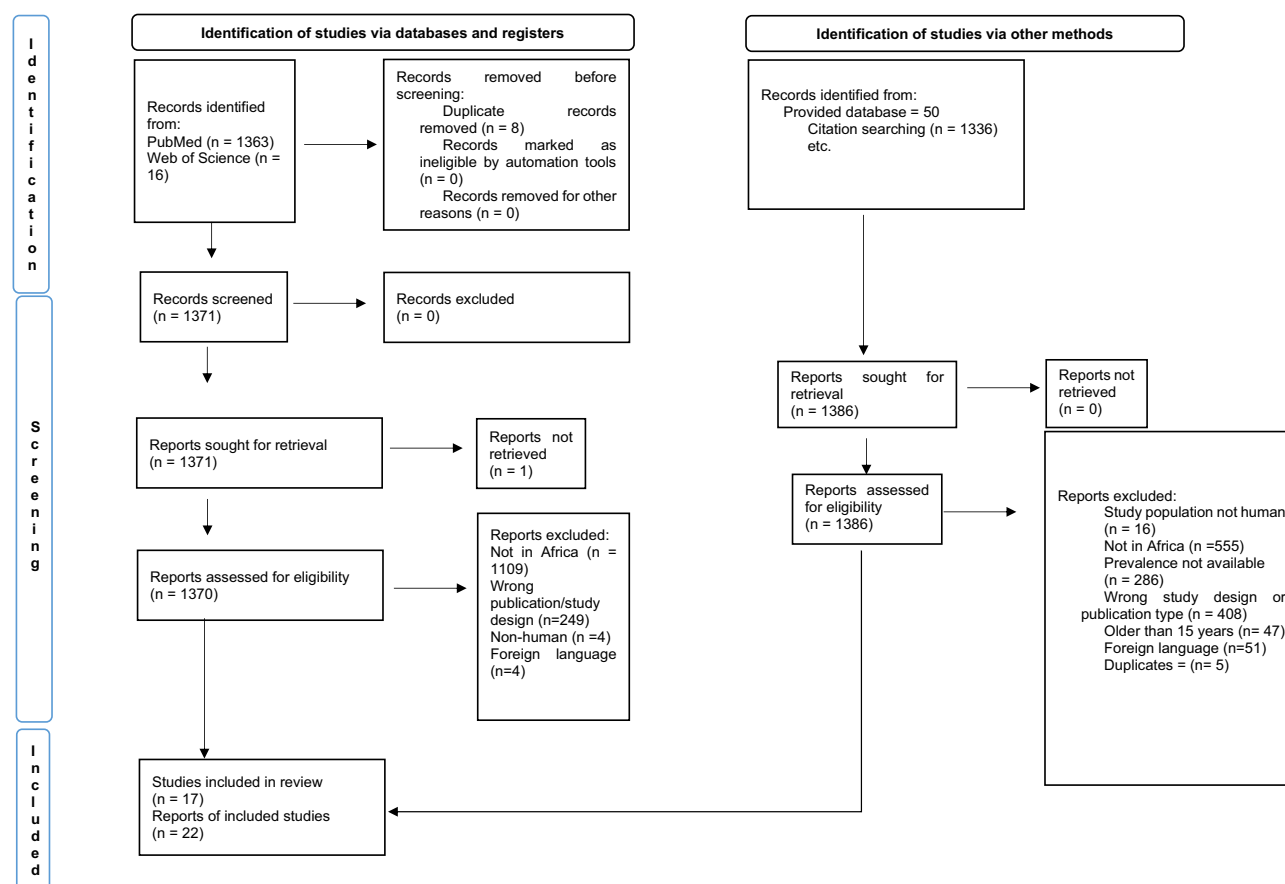 Identification of studies via databases and registers
Identification of studies via other methods
Identification
Records identified
from:
PubMed (n = 1363)
Web of Science (n =
16)
Records removed before
screening:
Duplicate records
removed (n = 8)
Records marked as
ineligible by automation tools
(n = 0)
Records removed for other
reasons (n = 0)
Records identified from:
Provided database = 50
Citation searching (n = 1336)
etc.
Screening
Records screened
(n = 1371)
Records excluded
(n = 0)
Reports sought for
retrieval
(n = 1386)
Reports not
retrieved
(n = 0)
Reports sought for retrieval
(n = 1371)
Reports not
retrieved
(n = 1)
Reports assessed
for eligibility
(n = 1386)
Reports excluded:
Study population not human
(n = 16)
Not in Africa (n =555)
Prevalence not available
(n = 286)
Wrong study design or
publication type (n = 408)
Older than 15 years (n= 47)
Foreign language (n=51)
Duplicates = (n= 5)
Reports assessed for eligibility
(n = 1370)
Reports excluded:
Not in Africa (n =
1109)
Wrong
publication/study
design (n=249)
Non-human (n =4)
Foreign language
(n=4)
Included
Studies included in review
(n = 17)
Reports of included studies
(n = 22)